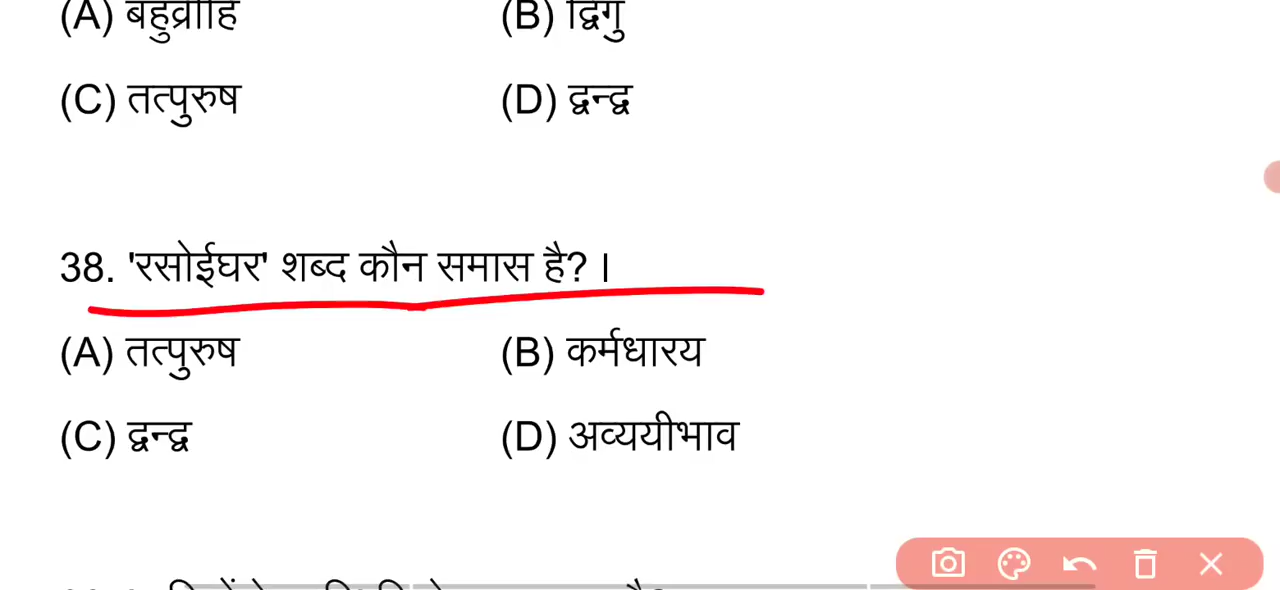 (A) बहुव्रीहि (B) द्विगु
(C) तत्पुरुष (D) द्वन्द्व
38. 'रसोईघर' शब्द कौन समास है? ।
(A) तत्पुरुष (B) कर्मधारय
(C) द्वन्द्व (D) अव्ययीभाव